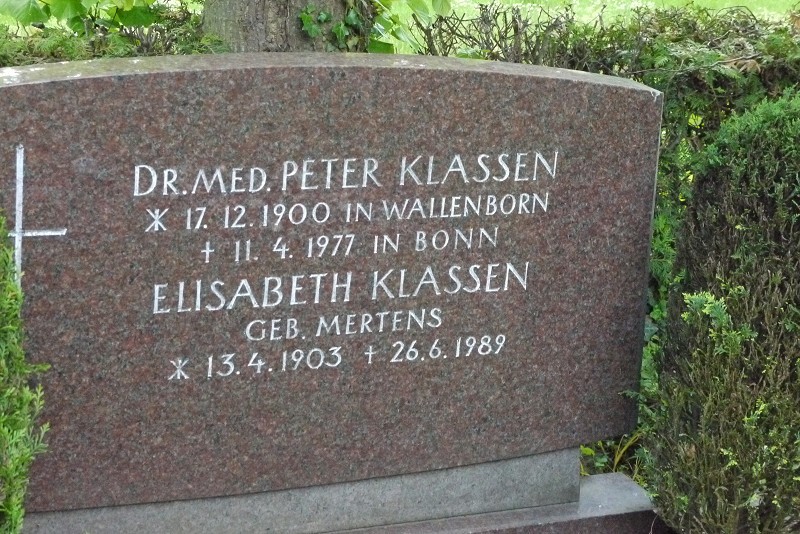 DR. MED. PETER KLASSEN
* 17. 12. 1900 IN WALLENBORN
† 11. 4. 1977 IN BONN
ELISABETH KLASSEN
GEB. MERTENS
* 13. 4. 1903 † 26. 6. 1989